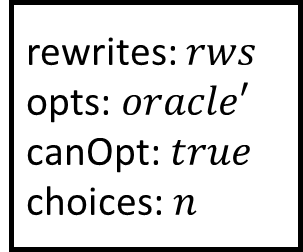 rewrites: rws
opts: oracle′
canOpt: true
choices: n